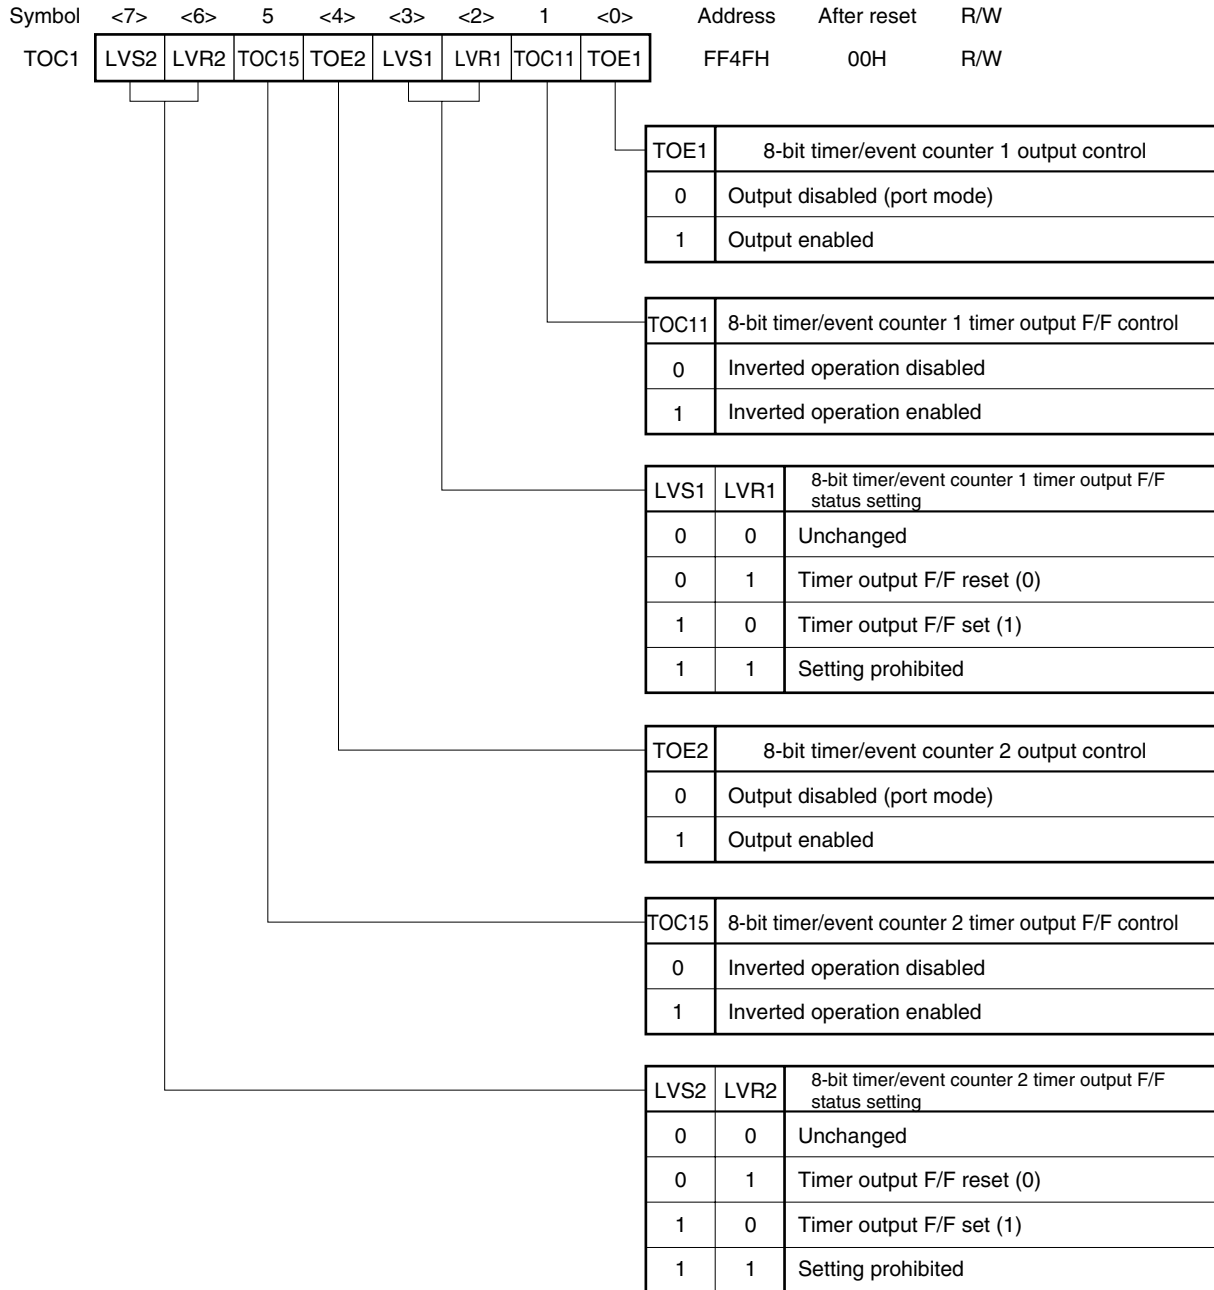 Symbol <7> <6> 5 <4> <3> <2> 1 <0> Address After reset R/W
TOC1 LVS2 LVR2 TOC15 TOE2 LVS1 LVR1 TOC11 TOE1 FF4FH 00H R/W
TOE1 8-bit timer/event counter 1 output control
0 Output disabled (port mode)
1 Output enabled
TOC11 8-bit timer/event counter 1 timer output F/F control
0 Inverted operation disabled
1 Inverted operation enabled
LVS1 LVR1 8-bit timer/event counter 1 timer output F/F
status setting
0 0 Unchanged
0 1 Timer output F/F reset (0)
1 0 Timer output F/F set (1)
1 1 Setting prohibited
TOE2 8-bit timer/event counter 2 output control
0 Output disabled (port mode)
1 Output enabled
TOC15 8-bit timer/event counter 2 timer output F/F control
0 Inverted operation disabled
1 Inverted operation enabled
LVS2 LVR2 8-bit timer/event counter 2 timer output F/F
status setting
0 0 Unchanged
0 1 Timer output F/F reset (0)
1 0 Timer output F/F set (1)
1 1 Setting prohibited